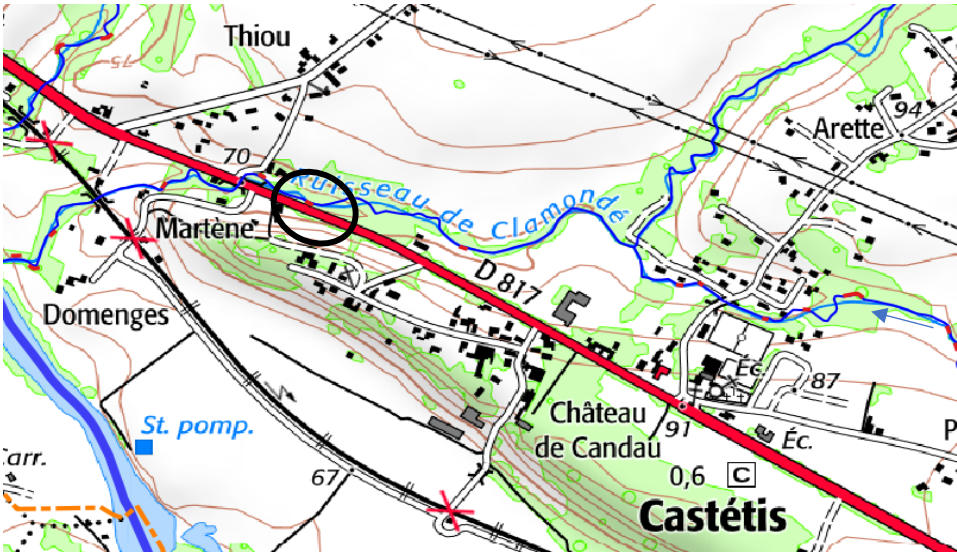 Thiou
75
94
Arette
70
Ruisseau de Clamondé
Martène
D 817
Domenges
Éc.
87
St. pomp.
Château
de Candau
91
Éc.
P
Carr.
67
0,6 C
Castétis